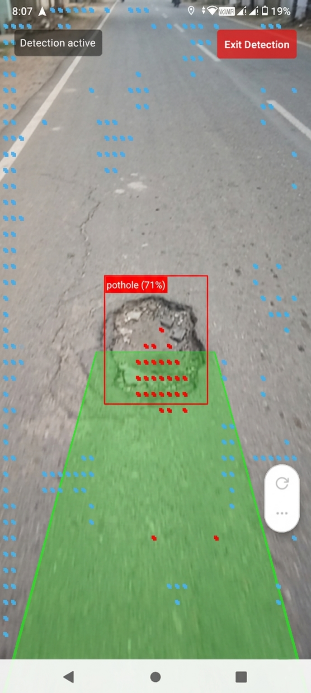 8:07 19%
Detection active
Exit Detection
pothole (71%)